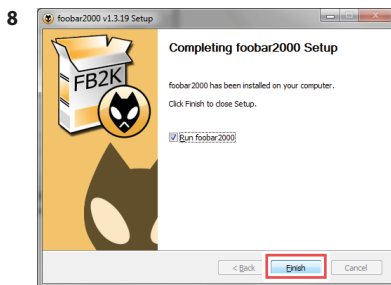 8
foobar2000 v1.3.19 Setup
Completing foobar2000 Setup
FB2K
foobar2000 has been installed on your computer.
Click Finish to close Setup.
Run foobar2000
< Back
Finish
Cancel